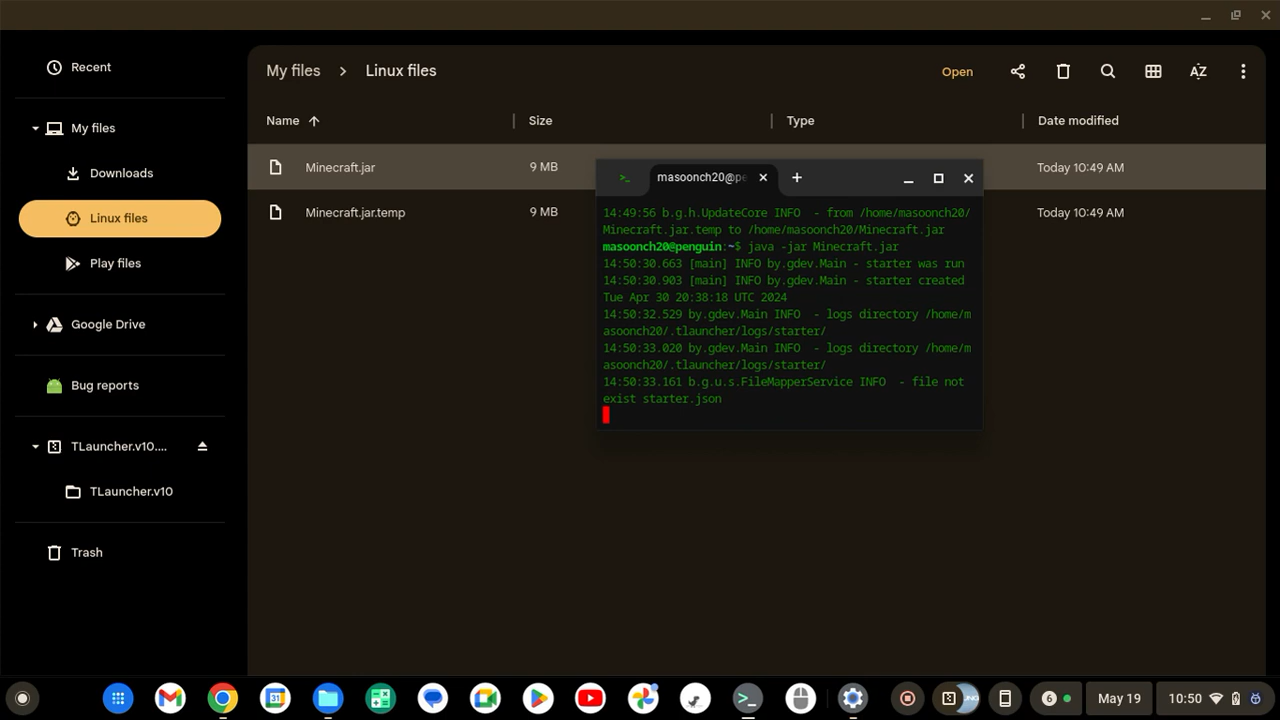 Recent
My files
Downloads
Linux files
Play files
Google Drive
Bug reports
TLauncher.v10....
TLauncher.v10
Trash
My files > Linux files
Open
AZ
Name Size Type Date modified
Minecraft.jar 9 MB Today 10:49 AM
Minecraft.jar.temp 9 MB Today 10:49 AM
>_ masoonch20@pe
14:49:56 b.g.h.UpdateCore INFO  - from /home/masoonch20/
Minecraft.jar.temp to /home/masoonch20/Minecraft.jar
masoonch20@penguin:~$ java -jar Minecraft.jar
14:50:30.663 [main] INFO by.gdev.Main - starter was run
14:50:30.903 [main] INFO by.gdev.Main - starter created
Tue Apr 30 20:38:18 UTC 2024
14:50:32.529 by.gdev.Main INFO  - logs directory /home/m
asoonch20/.tlauncher/logs/starter/
14:50:33.020 by.gdev.Main INFO  - logs directory /home/m
asoonch20/.tlauncher/logs/starter/
14:50:33.161 b.g.u.s.FileMapperService INFO  - file not
exist starter.json
31
>_
6
May 19
10:50